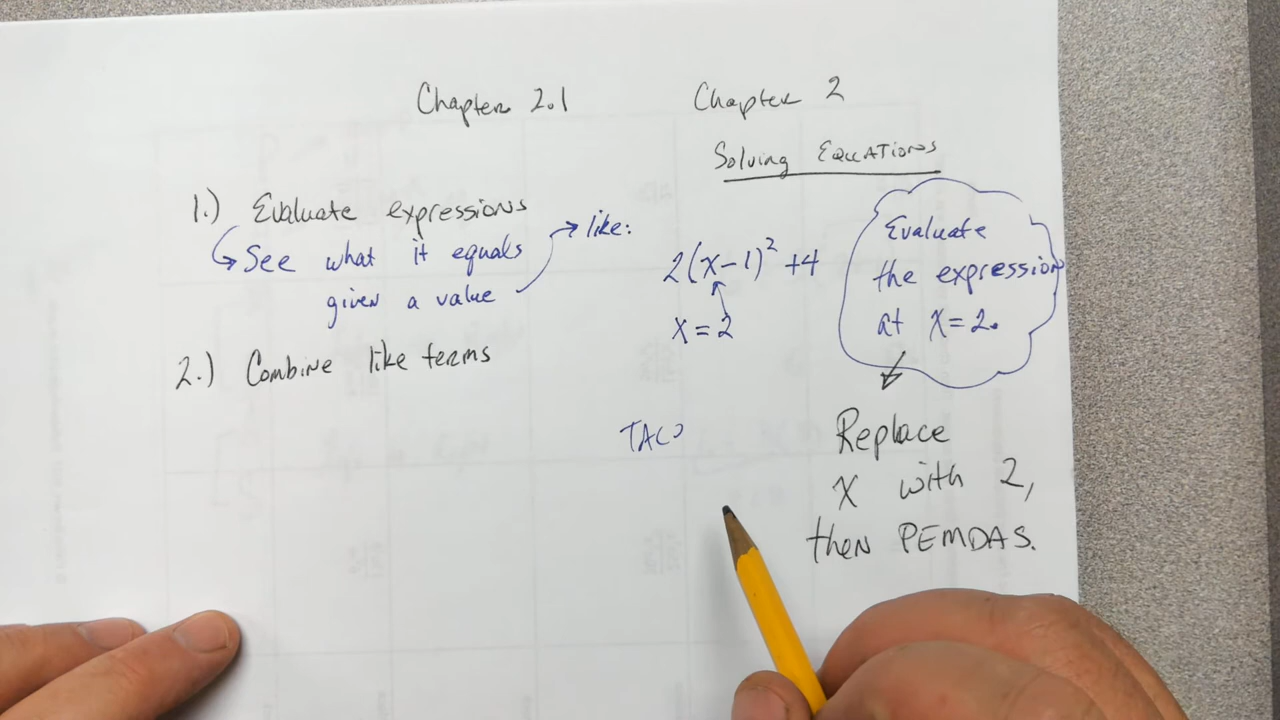 Chapter 2.1
Chapter 2
Solving EquATions
1.) Evaluate expressions
See what it equals
given a value
like:
2(x-1)² +4
x = 2
Evaluate
the expression
at x=2.
2.) Combine like terms
TACO
Replace
X with 2,
then PEMDAS.